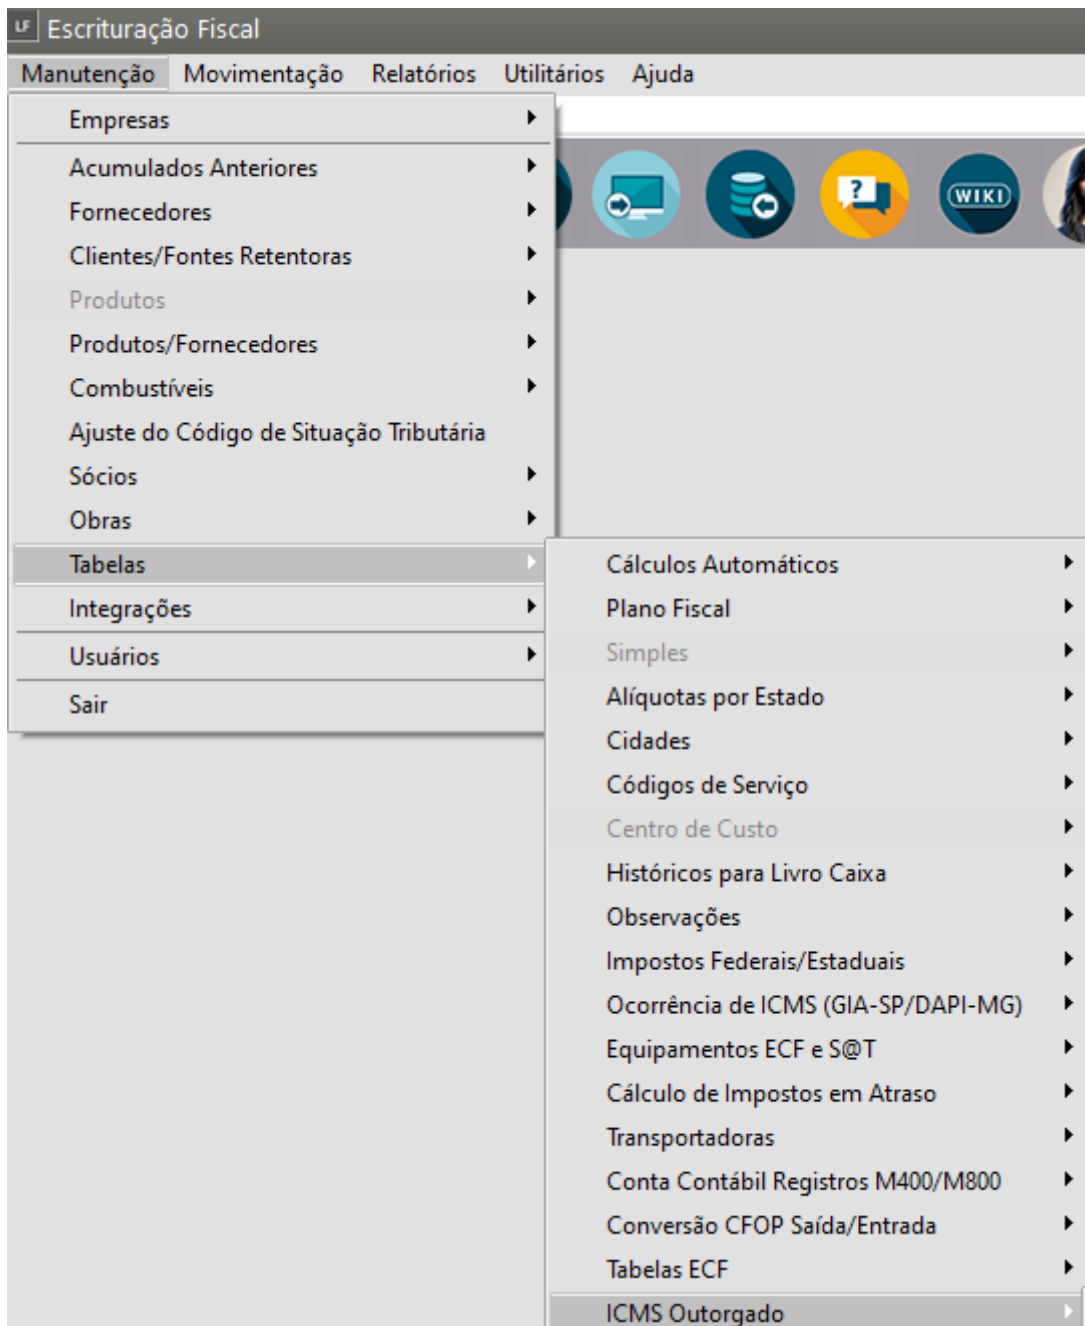 LF Escrituração Fiscal
Manutenção Movimentação Relatórios Utilitários Ajuda
Empresas
Acumulados Anteriores
Fornecedores
Clientes/Fontes Retentoras
Produtos
Produtos/Fornecedores
Combustíveis
Ajuste do Código de Situação Tributária
Sócios
Obras
Tabelas
Integrações
Usuários
Sair
?
WIKI
Cálculos Automáticos
Plano Fiscal
Simples
Alíquotas por Estado
Cidades
Códigos de Serviço
Centro de Custo
Históricos para Livro Caixa
Observações
Impostos Federais/Estaduais
Ocorrência de ICMS (GIA-SP/DAPI-MG)
Equipamentos ECF e S@T
Cálculo de Impostos em Atraso
Transportadoras
Conta Contábil Registros M400/M800
Conversão CFOP Saída/Entrada
Tabelas ECF
ICMS Outorgado